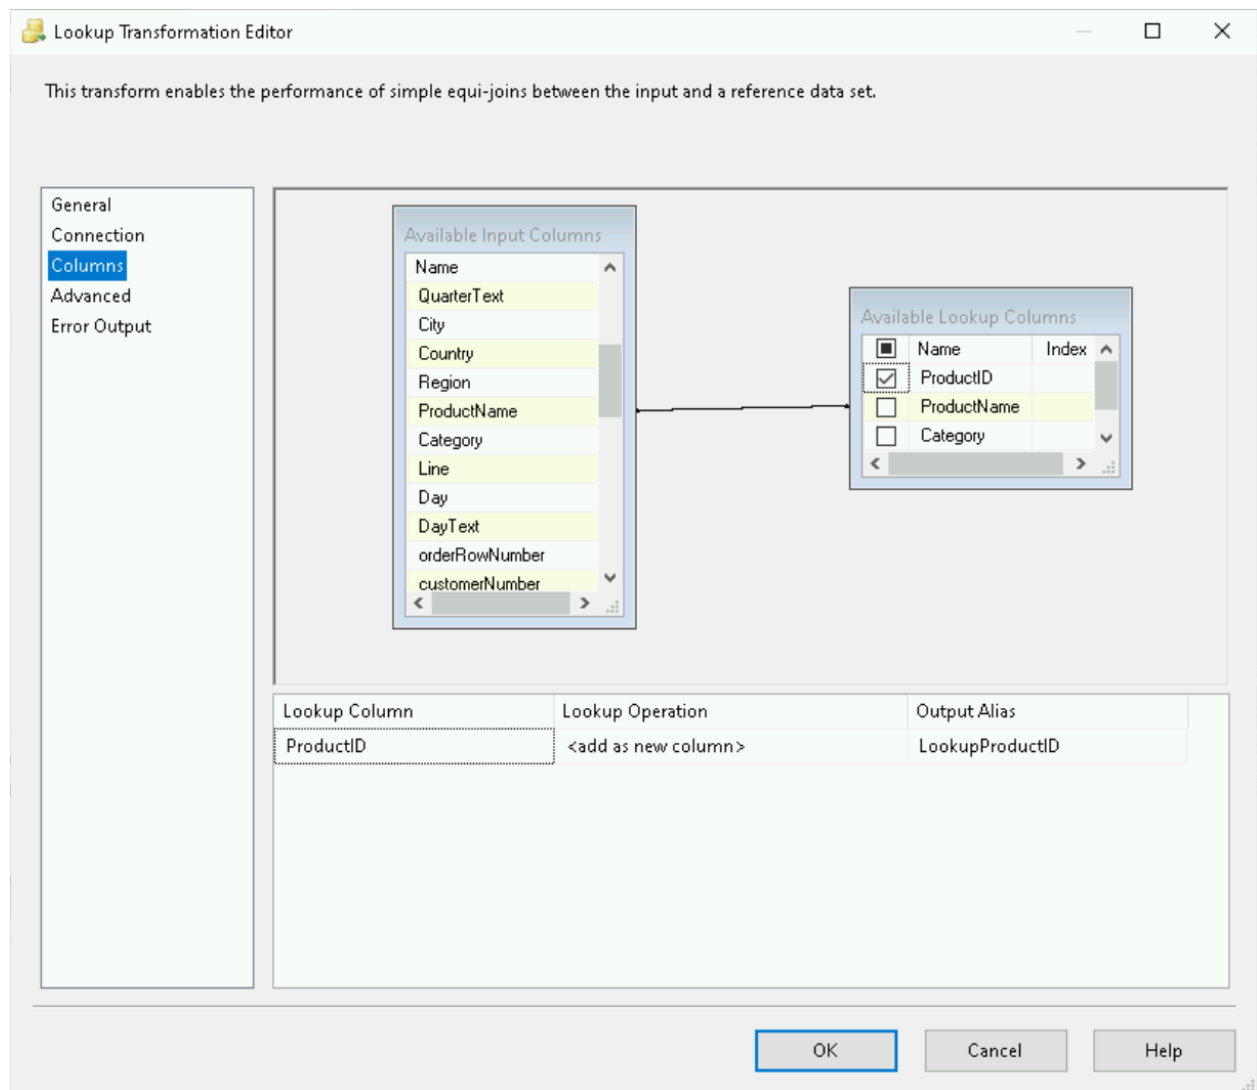 Lookup Transformation Editor
This transform enables the performance of simple equi-joins between the input and a reference data set.
General
Connection
Columns
Advanced
Error Output
Available Input Columns
Name
QuarterText
City
Country
Region
ProductName
Category
Line
Day
DayText
orderRowNumber
customerNumber
Available Lookup Columns
Name Index
ProductID
ProductName
Category
Lookup Column Lookup Operation Output Alias
ProductID <add as new column> LookupProductID
OK Cancel Help